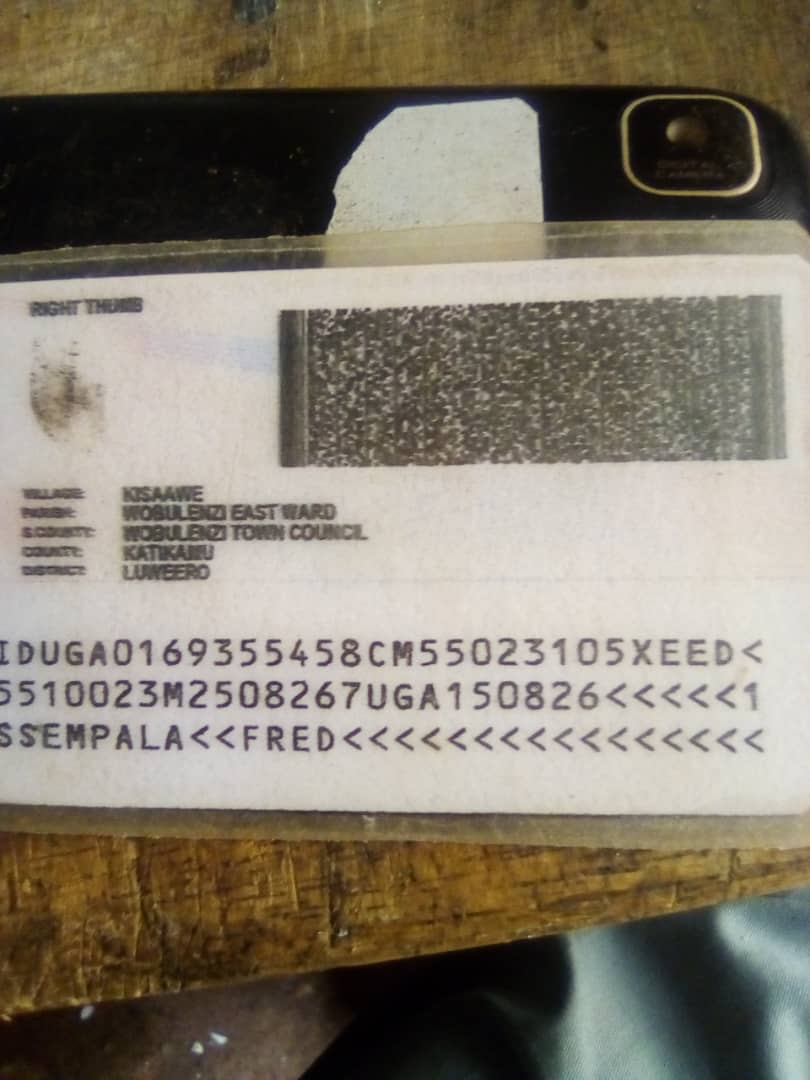 DIGITAL
CAMERA
RIGHT THUMB
VILLAGE: KISAAWE
PARISH: WOBULENZI EAST WARD
S.COUNTY: WOBULENZI TOWN COUNCIL
COUNTY: KATIKAMU
DISTRICT: LUWEERO
IDUGA0169355458CM55023105XEED<
5510023M2508267UGA150826<<<<<<1
SSEMPALA<<FRED<<<<<<<<<<<<<<<<